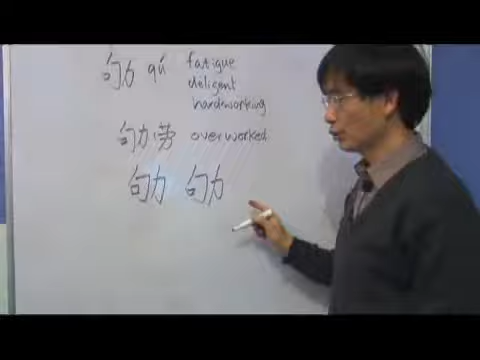 劬 qú fatigue
diligent
hardworking
劬劳 overworked
劬 劬